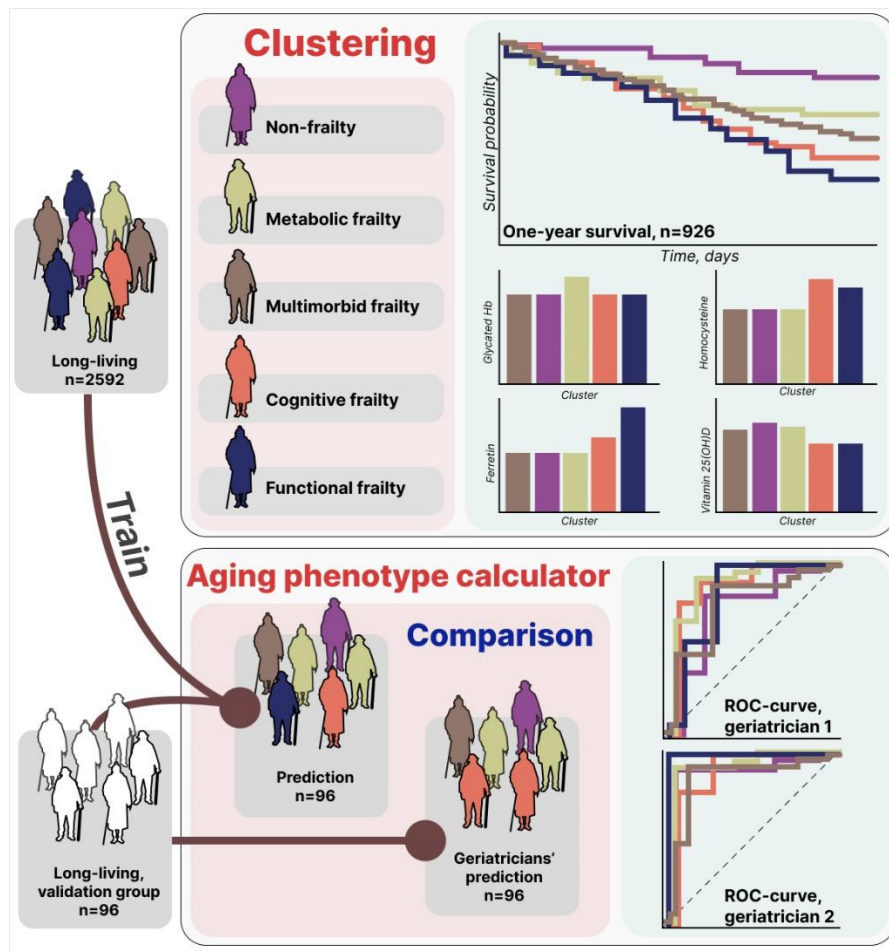 Clustering
Non-frailty
Metabolic frailty
Multimorbid frailty
Cognitive frailty
Functional frailty
Long-living
n=2592
Survival probability
One-year survival, n=926
Time, days
Glycated Hb
Cluster
Homocysteine
Cluster
Ferretin
Cluster
Vitamin 25(OH)D
Cluster
Train
Aging phenotype calculator
Comparison
Prediction
n=96
Geriatricians'
prediction
n=96
Long-living,
validation group
n=96
ROC-curve,
geriatrician 1
ROC-curve,
geriatrician 2